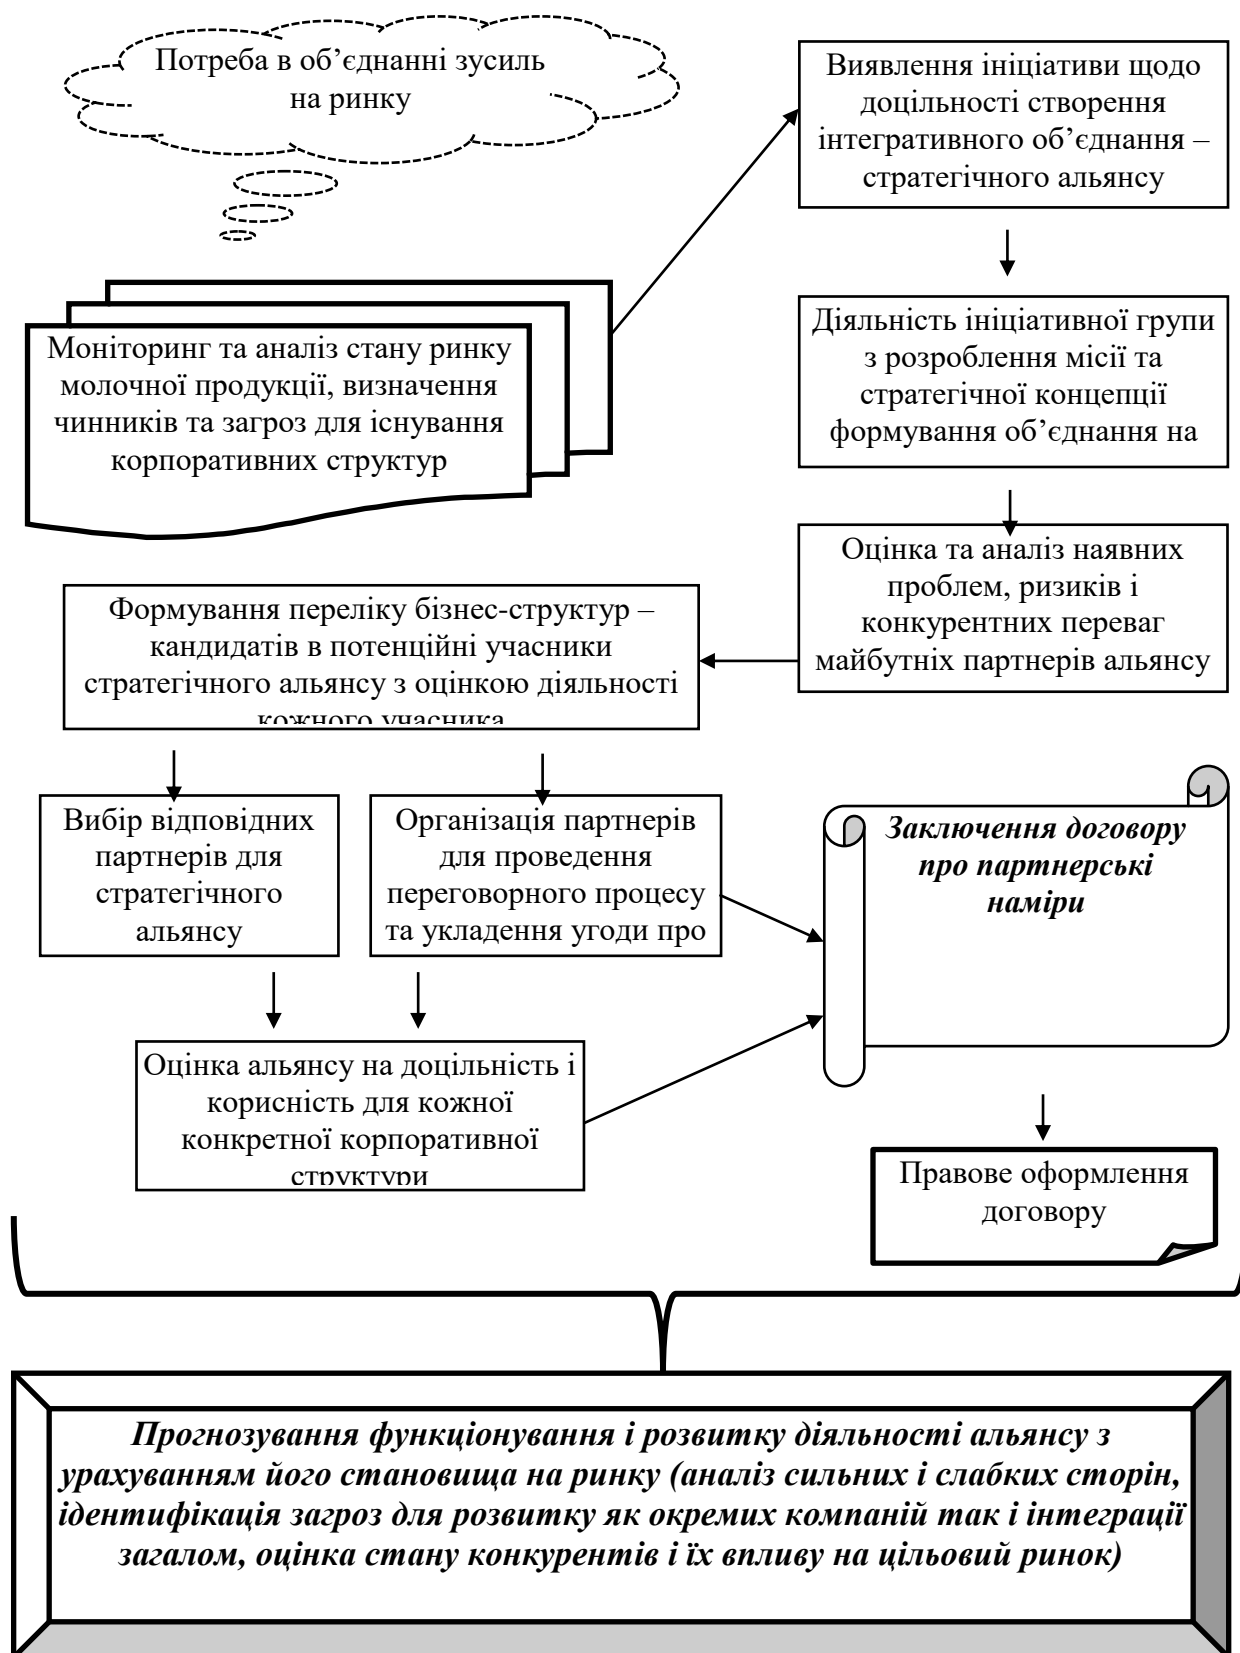 Потреба в об’єднанні зусиль
на ринку
Виявлення ініціативи щодо
доцільності створення
інтегративного об’єднання –
стратегічного альянсу
Моніторинг та аналіз стану ринку
молочної продукції, визначення
чинників та загроз для існування
корпоративних структур
Діяльність ініціативної групи
з розроблення місії та
стратегічної концепції
формування об’єднання на
Оцінка та аналіз наявних
проблем, ризиків і
конкурентних переваг
майбутніх партнерів альянсу
Формування переліку бізнес-структур –
кандидатів в потенційні учасники
стратегічного альянсу з оцінкою діяльності
кожного учасника
Вибір відповідних
партнерів для
стратегічного
альянсу
Організація партнерів
для проведення
переговорного процесу
та укладення угоди про
Заключення договору
про партнерські
наміри
Оцінка альянсу на доцільність і
корисність для кожної
конкретної корпоративної
структури
Правове оформлення
договору
Прогнозування функціонування і розвитку діяльності альянсу з
урахуванням його становища на ринку (аналіз сильних і слабких сторін,
ідентифікація загроз для розвитку як окремих компаній так і інтеграції
загалом, оцінка стану конкурентів і їх впливу на цільовий ринок)